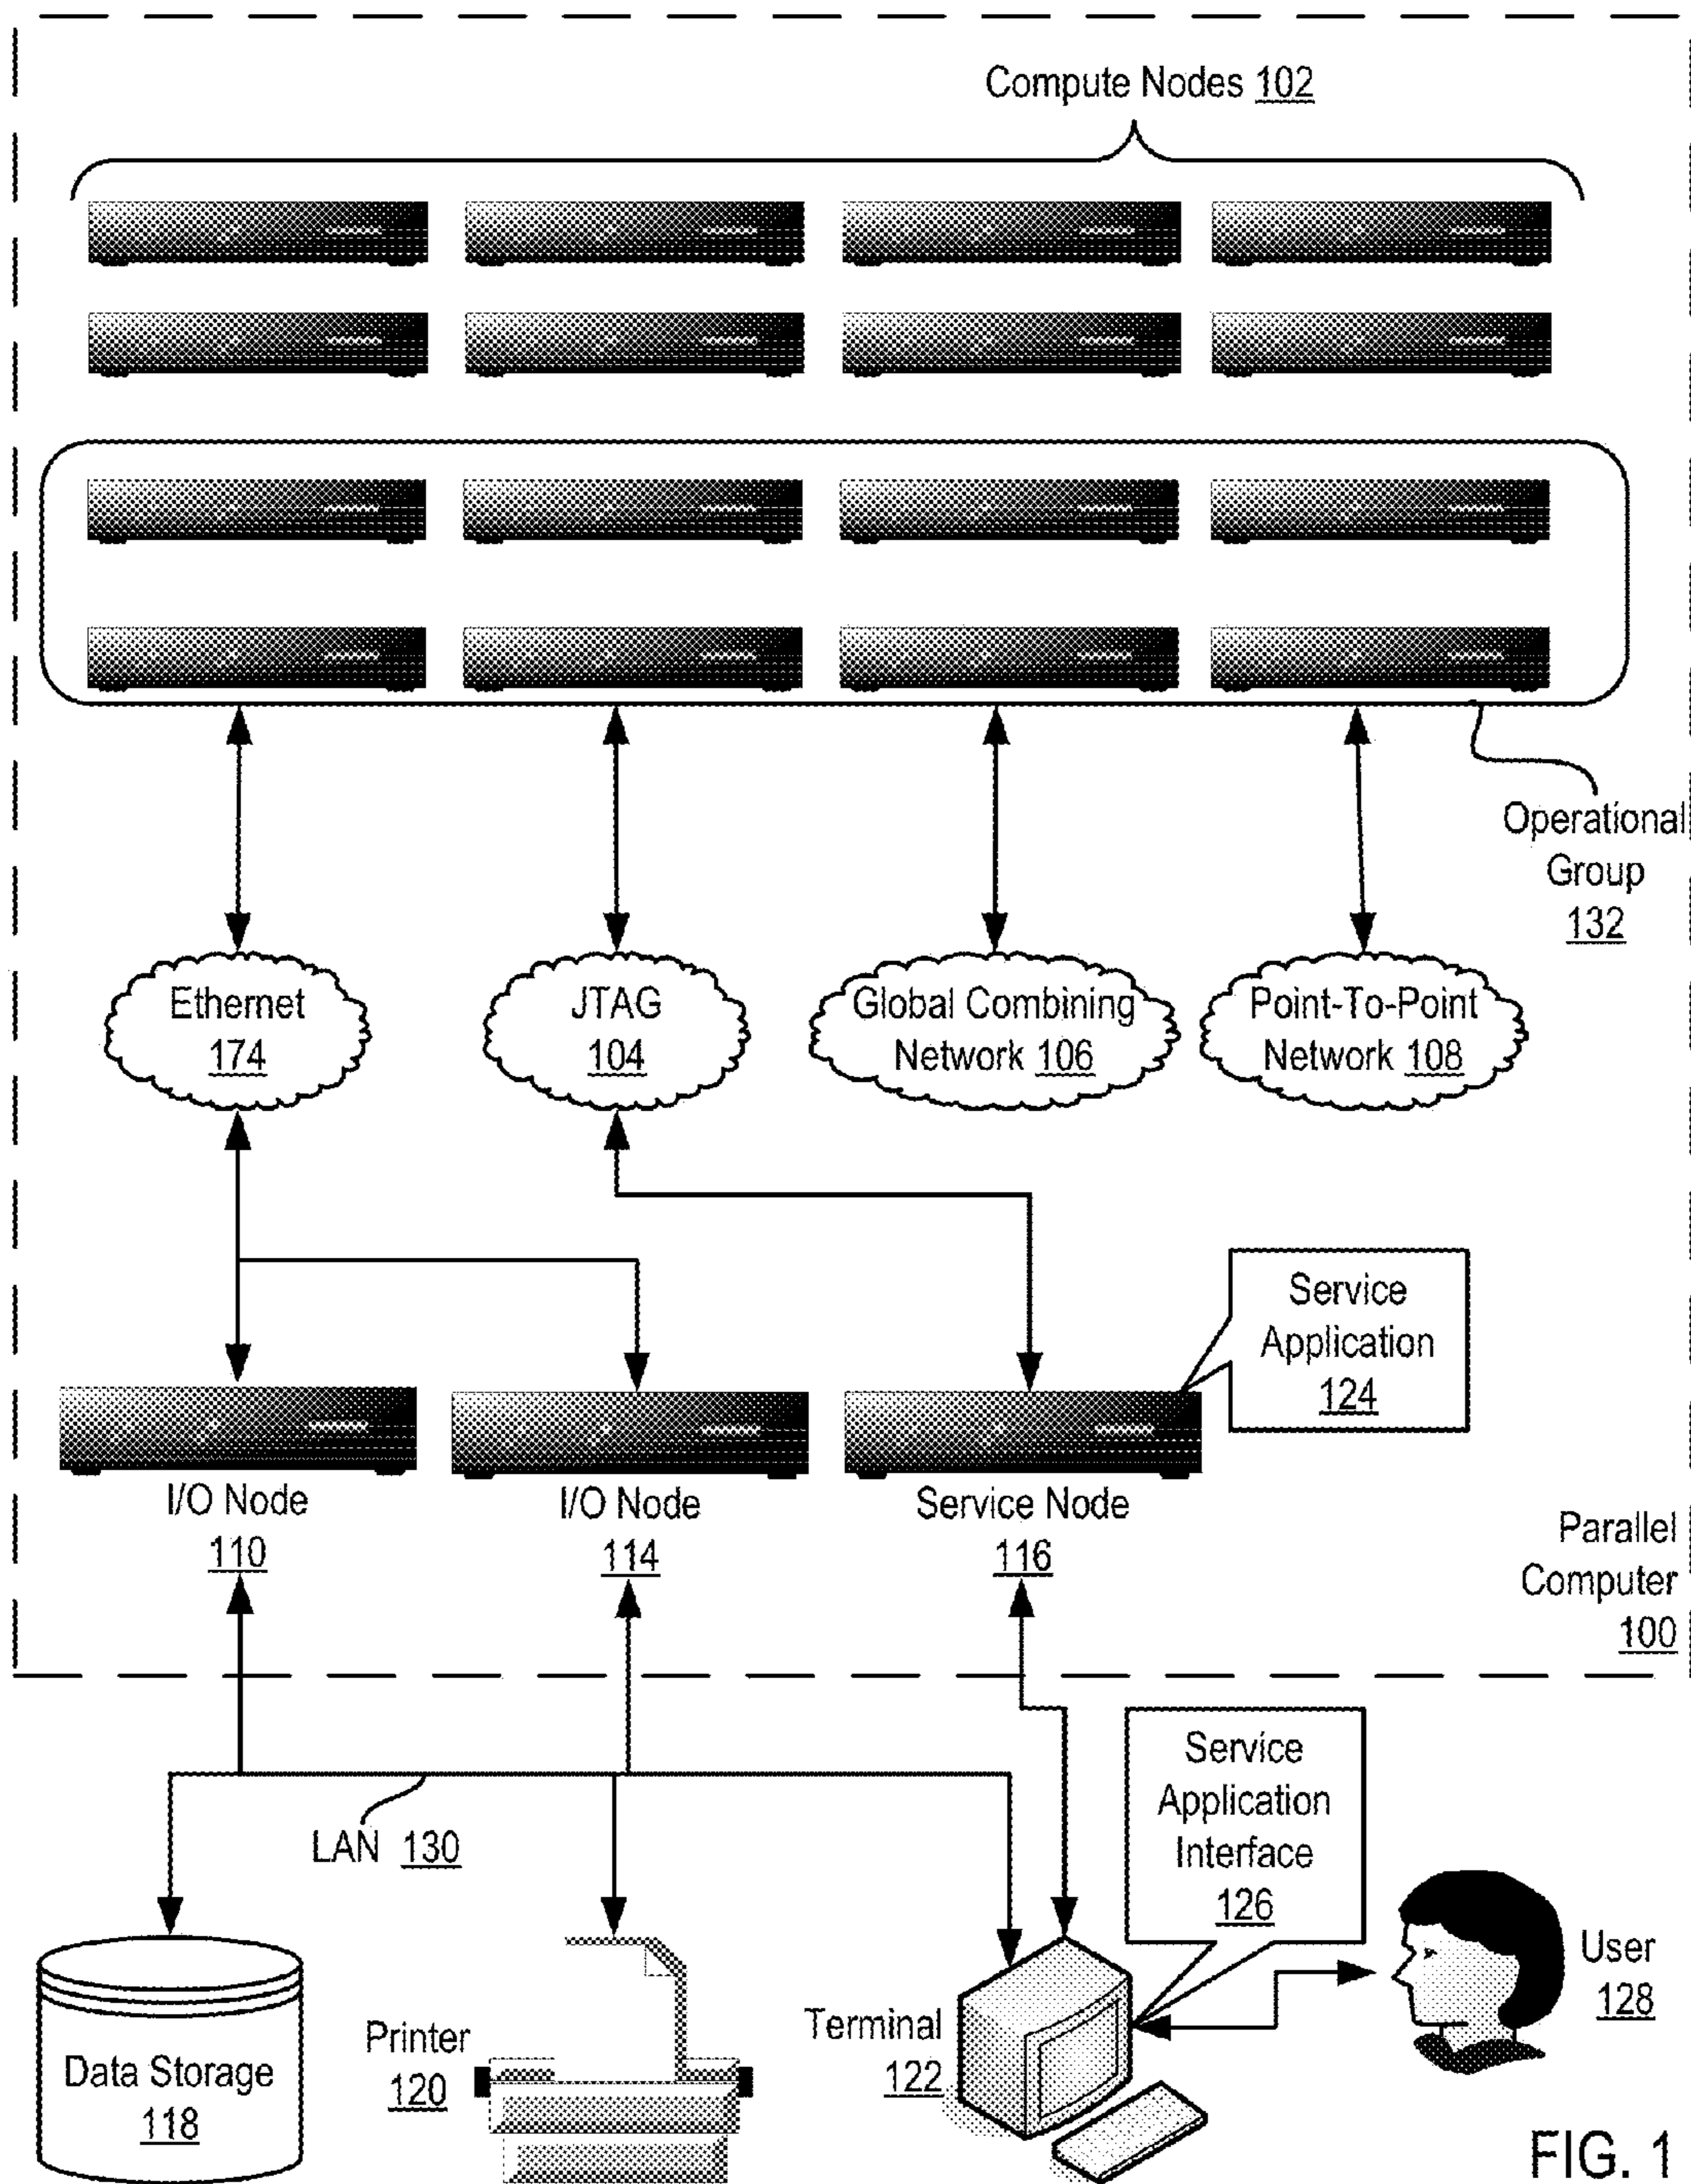 Compute Nodes 102
Operational
Group
132
Ethernet
174
JTAG
104
Global Combining
Network 106
Point-To-Point
Network 108
Service
Application
124
I/O Node
110
I/O Node
114
Service Node
116
Parallel
Computer
100
Service
Application
Interface
126
LAN 130
User
128
Data Storage
118
Printer
120
Terminal
122
FIG. 1